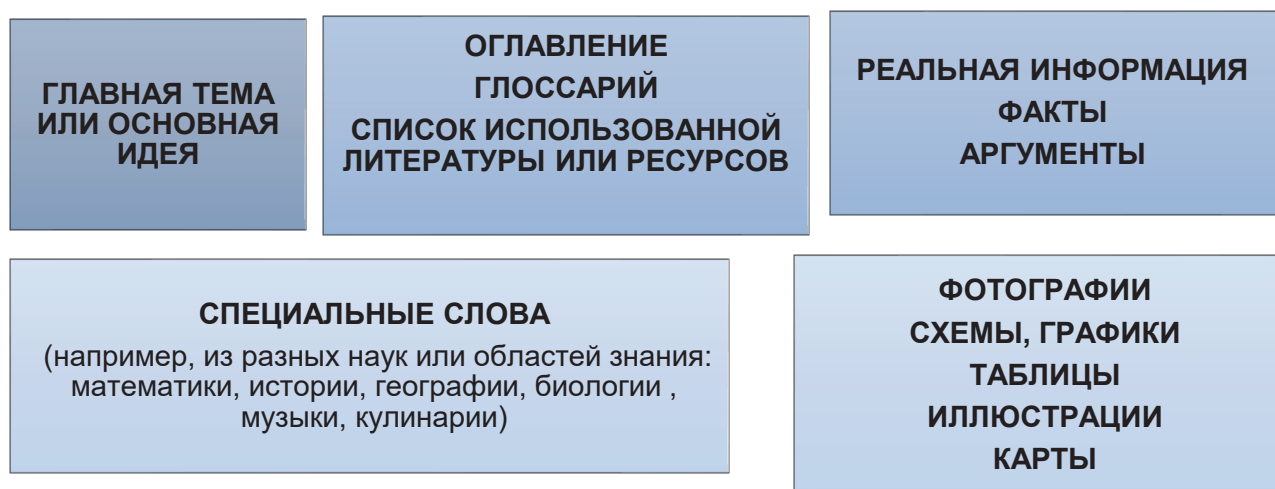 ГЛАВНАЯ ТЕМА
ИЛИ ОСНОВНАЯ
ИДЕЯ
ОГЛАВЛЕНИЕ
ГЛОССАРИЙ
СПИСОК ИСПОЛЬЗОВАННОЙ
ЛИТЕРАТУРЫ ИЛИ РЕСУРСОВ
РЕАЛЬНАЯ ИНФОРМАЦИЯ
ФАКТЫ
АРГУМЕНТЫ
СПЕЦИАЛЬНЫЕ СЛОВА
(например, из разных наук или областей знания:
математики, истории, географии, биологии ,
музыки, кулинарии)
ФОТОГРАФИИ
СХЕМЫ, ГРАФИКИ
ТАБЛИЦЫ
ИЛЛЮСТРАЦИИ
КАРТЫ